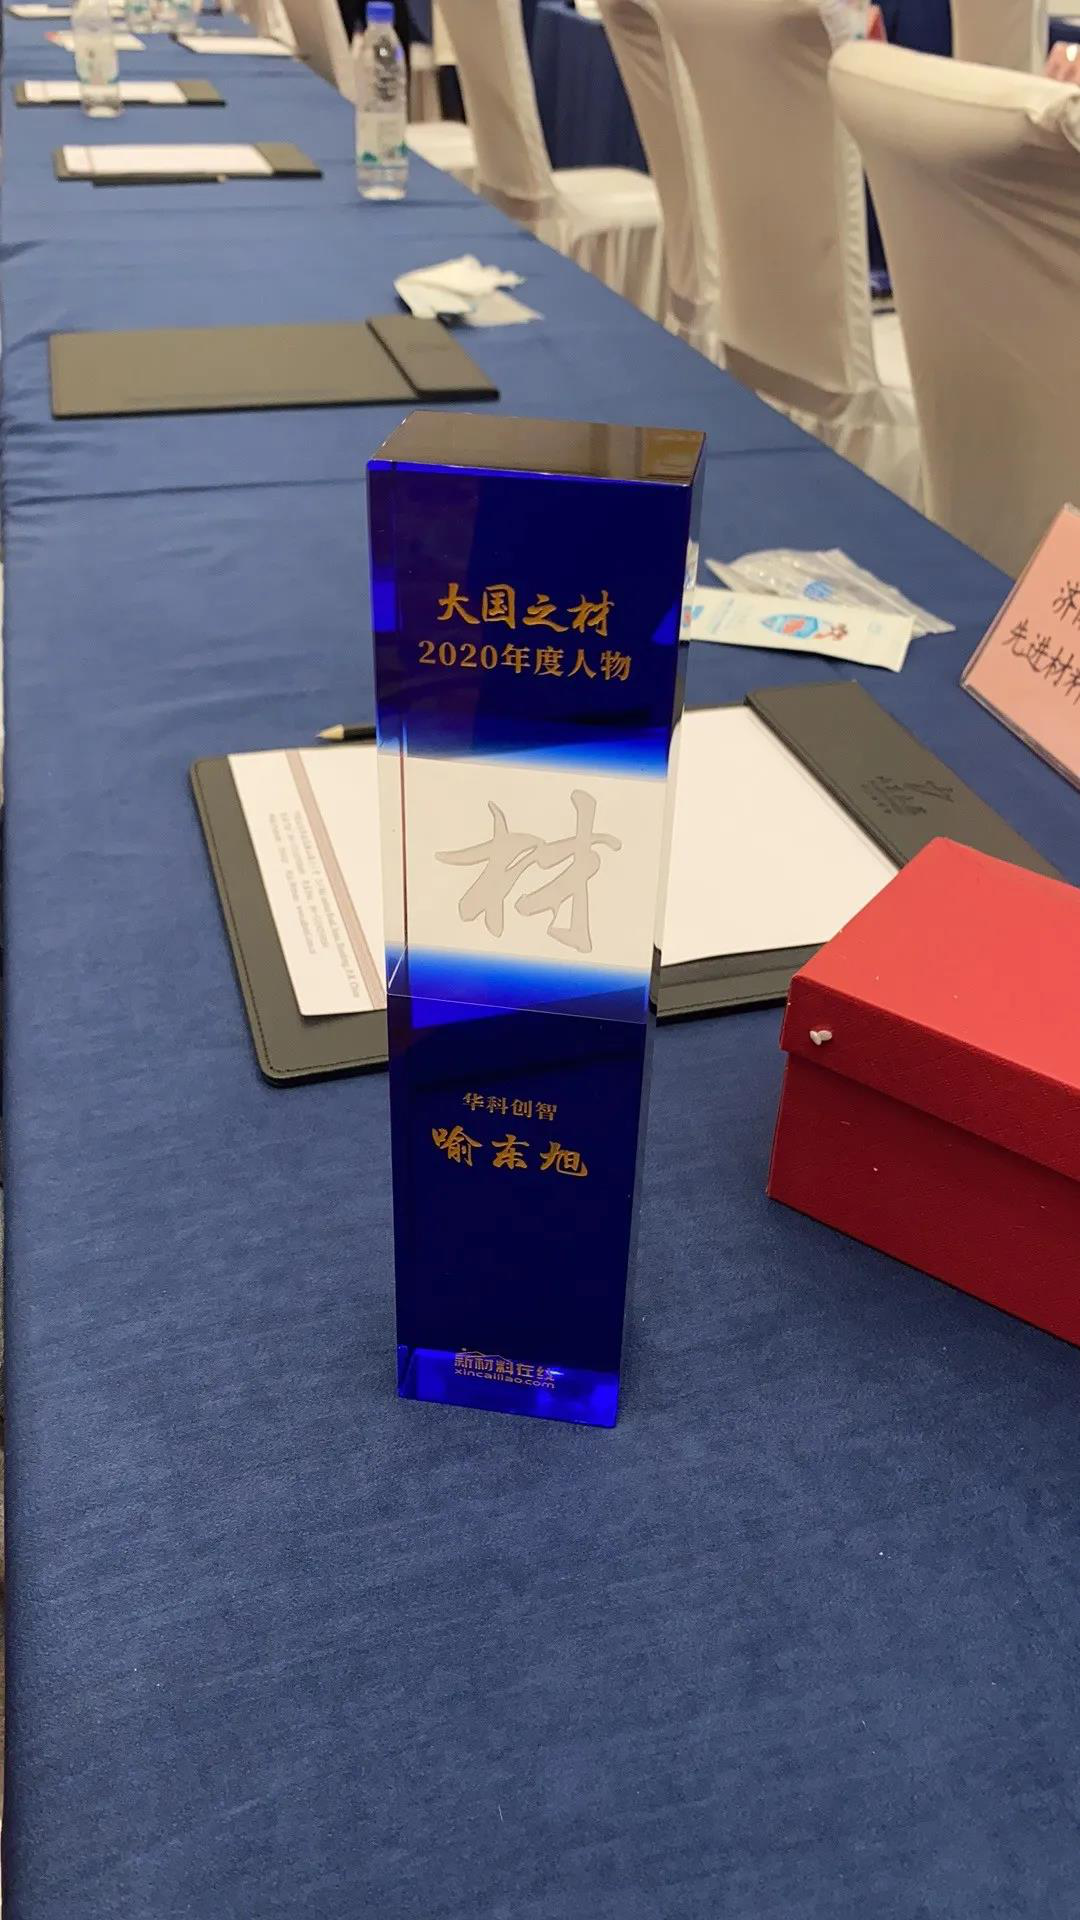 大国之材
2020年度人物
材
华科创智
喻东旭
新材料在线
xincailiao.com
先进材料